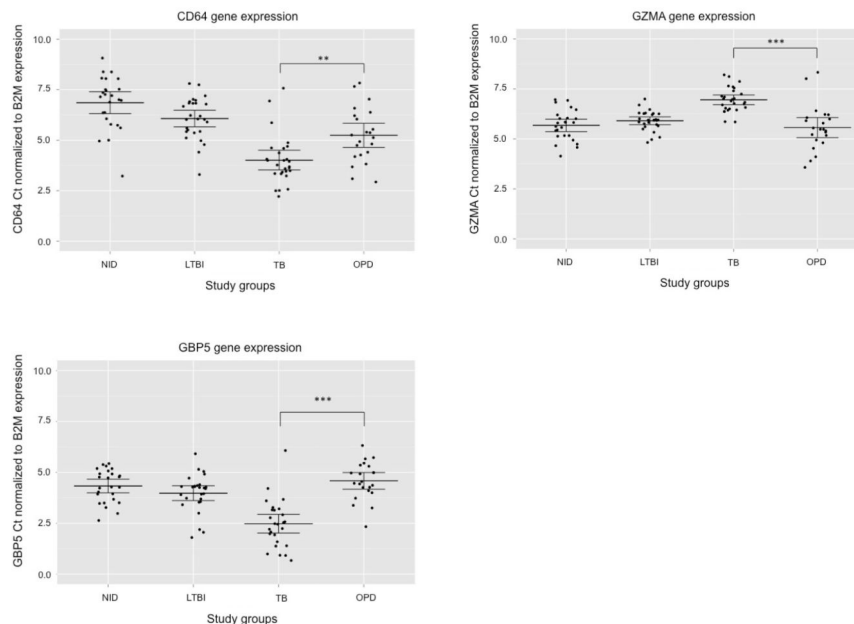 CD64 gene expression
CD64 Ct normalized to B2M expression
10.0
7.5
5.0
2.5
0.0
**
NID LTBI TB OPD
Study groups
GZMA gene expression
GZMA Ct normalized to B2M expression
10.0
7.5
5.0
2.5
0.0
***
NID LTBI TB OPD
Study groups
GBP5 gene expression
GBP5 Ct normalized to B2M expression
10.0
7.5
5.0
2.5
0.0
***
NID LTBI TB OPD
Study groups